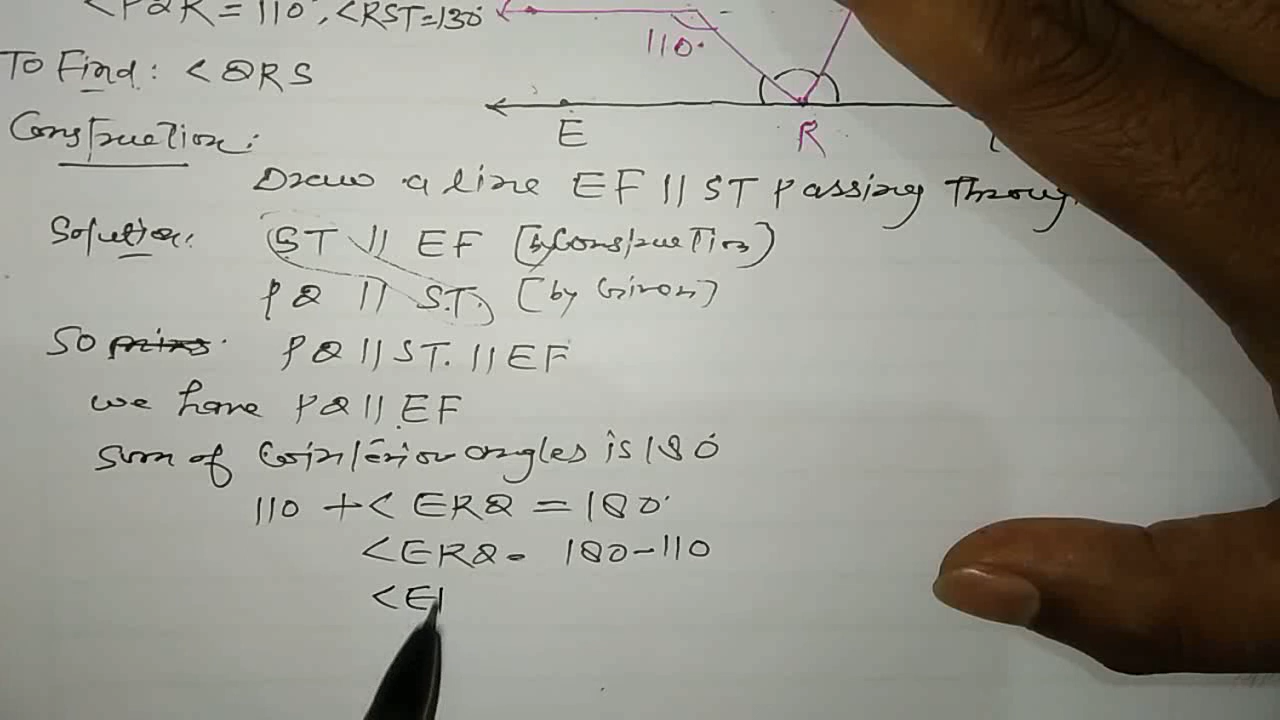 <PQR = 110°, <RST=130°
110°
To Find: <QRS
E R
Construction:
Draw a line EF || ST passing throug
Solution: ST || EF [by Construction)
PQ || S.T. [by Given]
So PQ || ST. || EF
we have PQ || EF
sum of cointerior angles is 180°
110 + < ERQ = 180°
<ERQ = 180-110
<E